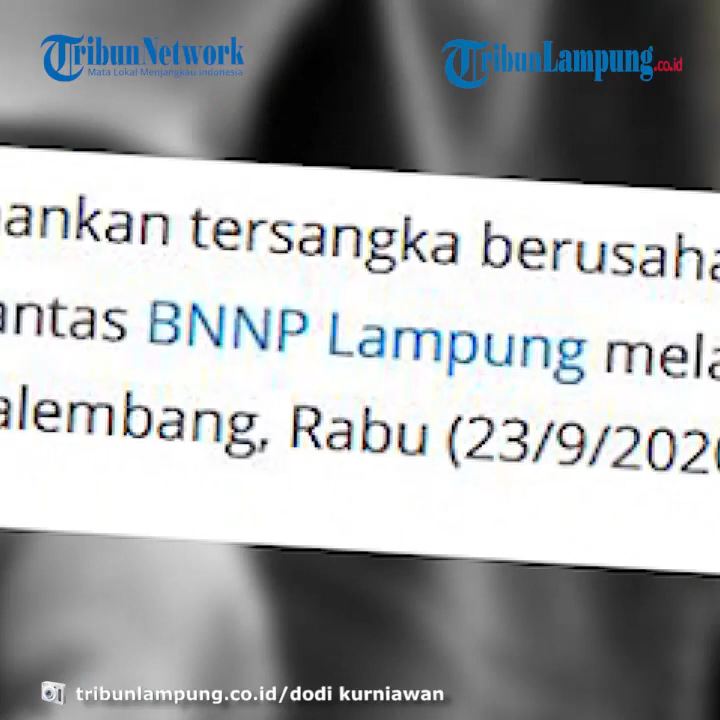 TribunNetwork
Mata Lokal Menjangkau Indonesia
TribunLampung.co.id
ankan tersangka berusaha
antas BNNP Lampung mela
alembang, Rabu (23/9/2020
tribunlampung.co.id/dodi kurniawan